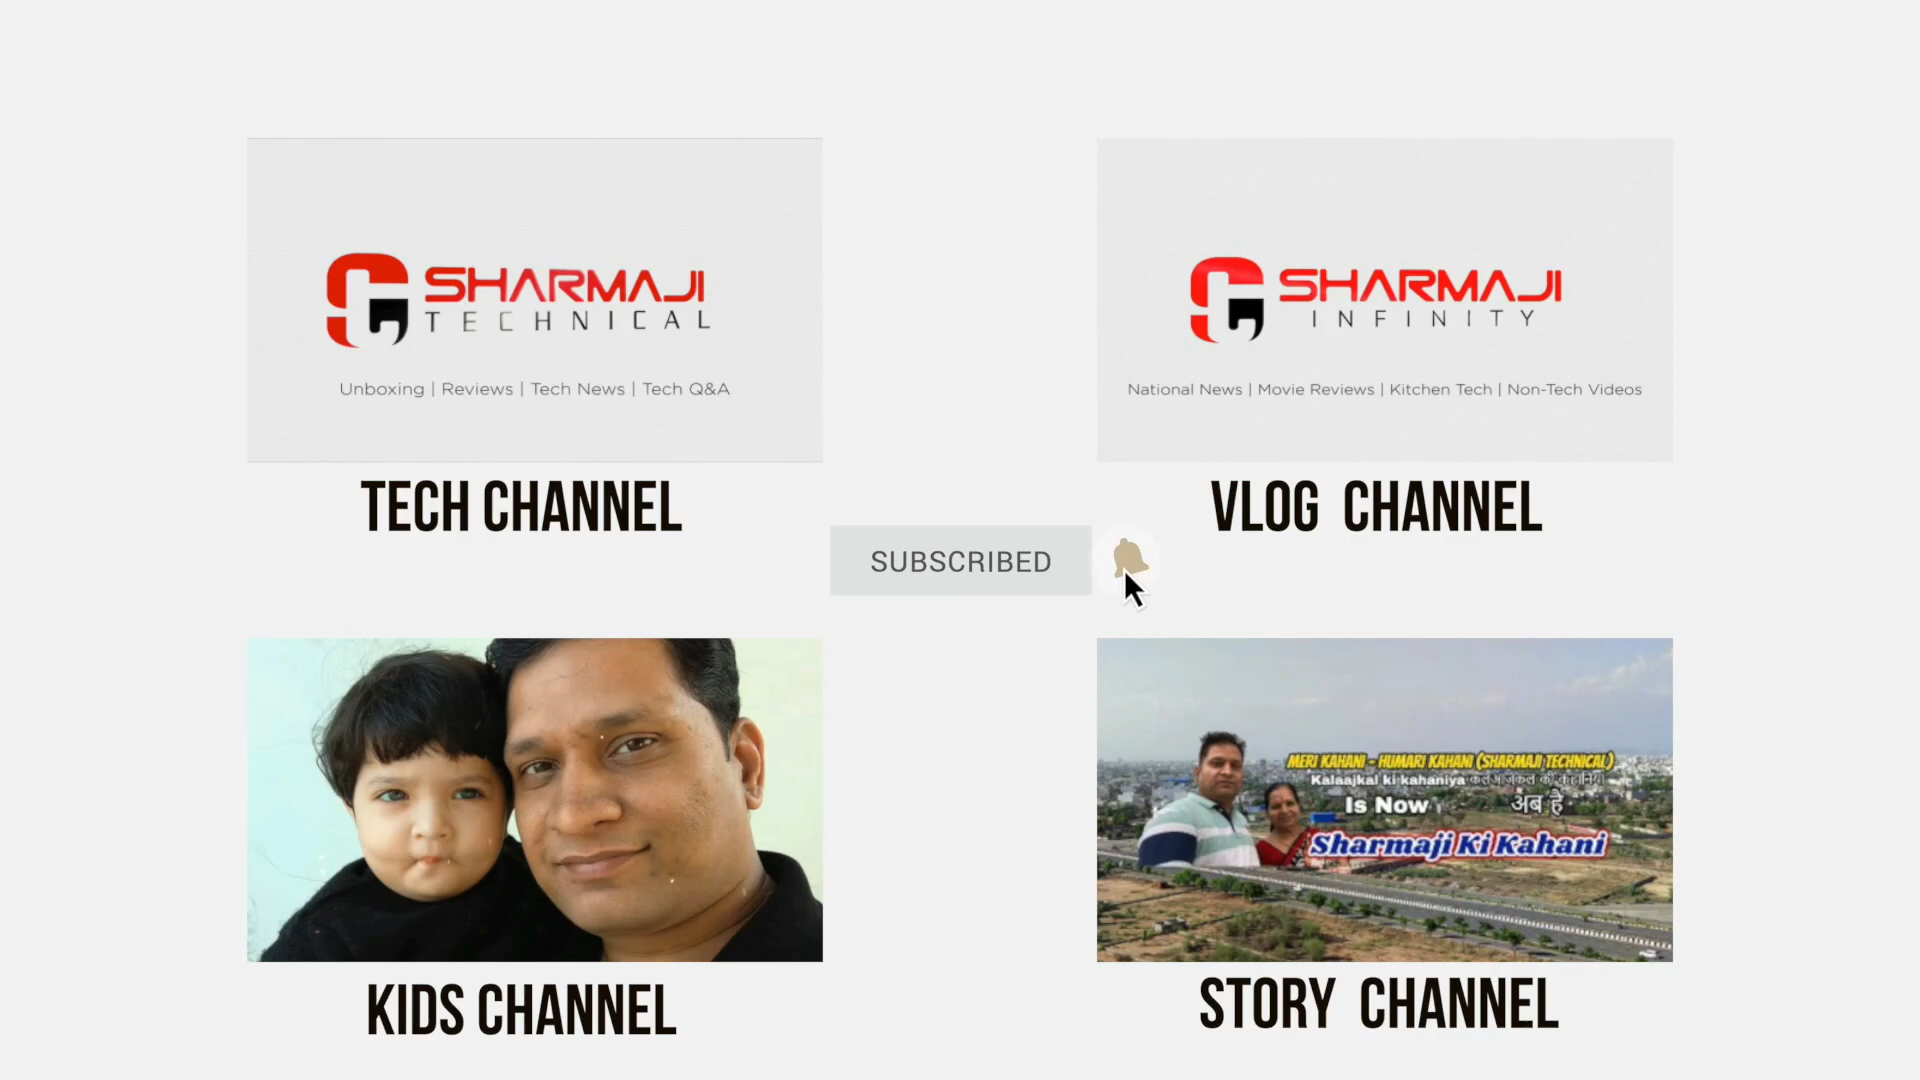 SHARMAJI
TECHNICAL
Unboxing | Reviews | Tech News | Tech Q&A
TECH CHANNEL
SHARMAJI
INFINITY
National News | Movie Reviews | Kitchen Tech | Non-Tech Videos
VLOG CHANNEL
SUBSCRIBED
KIDS CHANNEL
MERI KAHANI - HUMARI KAHANI (SHARMAJI TECHNICAL)
Kalaajkal ki kahaniya कलआजकल की कहानियां
Is Now अब है
Sharmaji Ki Kahani
STORY CHANNEL